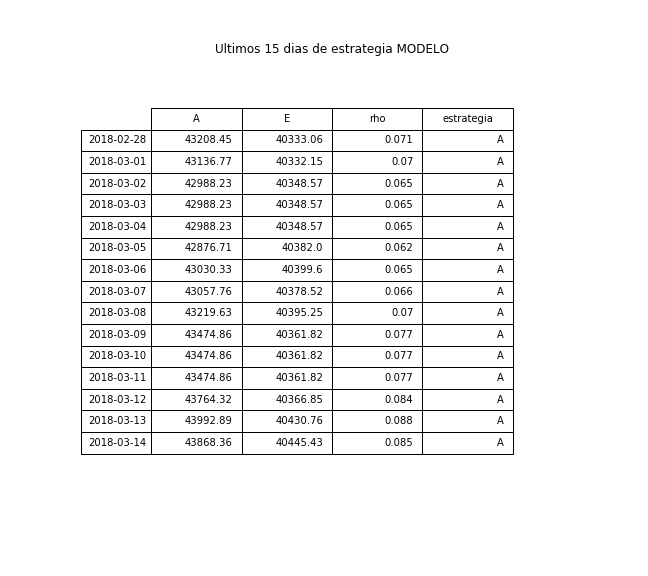 Ultimos 15 dias de estrategia MODELO
A E rho estrategia
2018-02-28 43208.45 40333.06 0.071 A
2018-03-01 43136.77 40332.15 0.07 A
2018-03-02 42988.23 40348.57 0.065 A
2018-03-03 42988.23 40348.57 0.065 A
2018-03-04 42988.23 40348.57 0.065 A
2018-03-05 42876.71 40382.0 0.062 A
2018-03-06 43030.33 40399.6 0.065 A
2018-03-07 43057.76 40378.52 0.066 A
2018-03-08 43219.63 40395.25 0.07 A
2018-03-09 43474.86 40361.82 0.077 A
2018-03-10 43474.86 40361.82 0.077 A
2018-03-11 43474.86 40361.82 0.077 A
2018-03-12 43764.32 40366.85 0.084 A
2018-03-13 43992.89 40430.76 0.088 A
2018-03-14 43868.36 40445.43 0.085 A